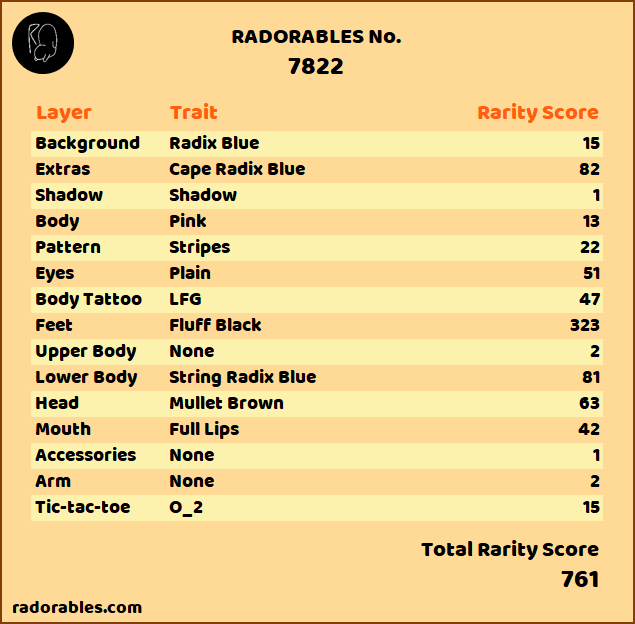 RADORABLES No.
7822
Layer Trait Rarity Score
Background Radix Blue 15
Extras Cape Radix Blue 82
Shadow Shadow 1
Body Pink 13
Pattern Stripes 22
Eyes Plain 51
Body Tattoo LFG 47
Feet Fluff Black 323
Upper Body None 2
Lower Body String Radix Blue 81
Head Mullet Brown 63
Mouth Full Lips 42
Accessories None 1
Arm None 2
Tic-tac-toe O_2 15
Total Rarity Score
761
radorables.com